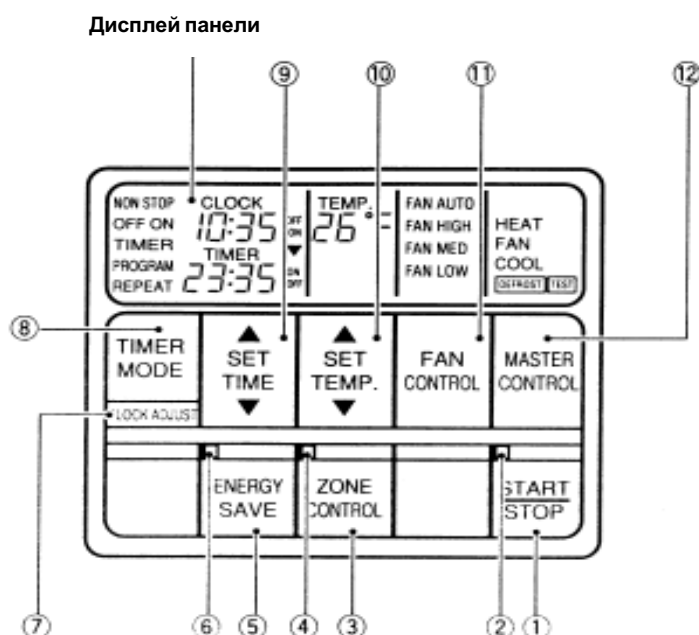 Дисплей панели
⑨ ⑩ ⑪ ⑫
NON STOP
OFF ON
TIMER
PROGRAM
REPEAT
CLOCK
10:35 OFF
ON
TIMER
23:35 ON
OFF
TEMP.
26°
FAN AUTO
FAN HIGH
FAN MED
FAN LOW
HEAT
FAN
COOL
DEFROST TEST
⑧
TIMER
MODE
▲
SET
TIME
▼
▲
SET
TEMP.
▼
FAN
CONTROL
MASTER
CONTROL
CLOCK ADJUST
ENERGY
SAVE
ZONE
CONTROL
START
STOP
⑦ ⑥ ⑤ ④ ③ ② ①